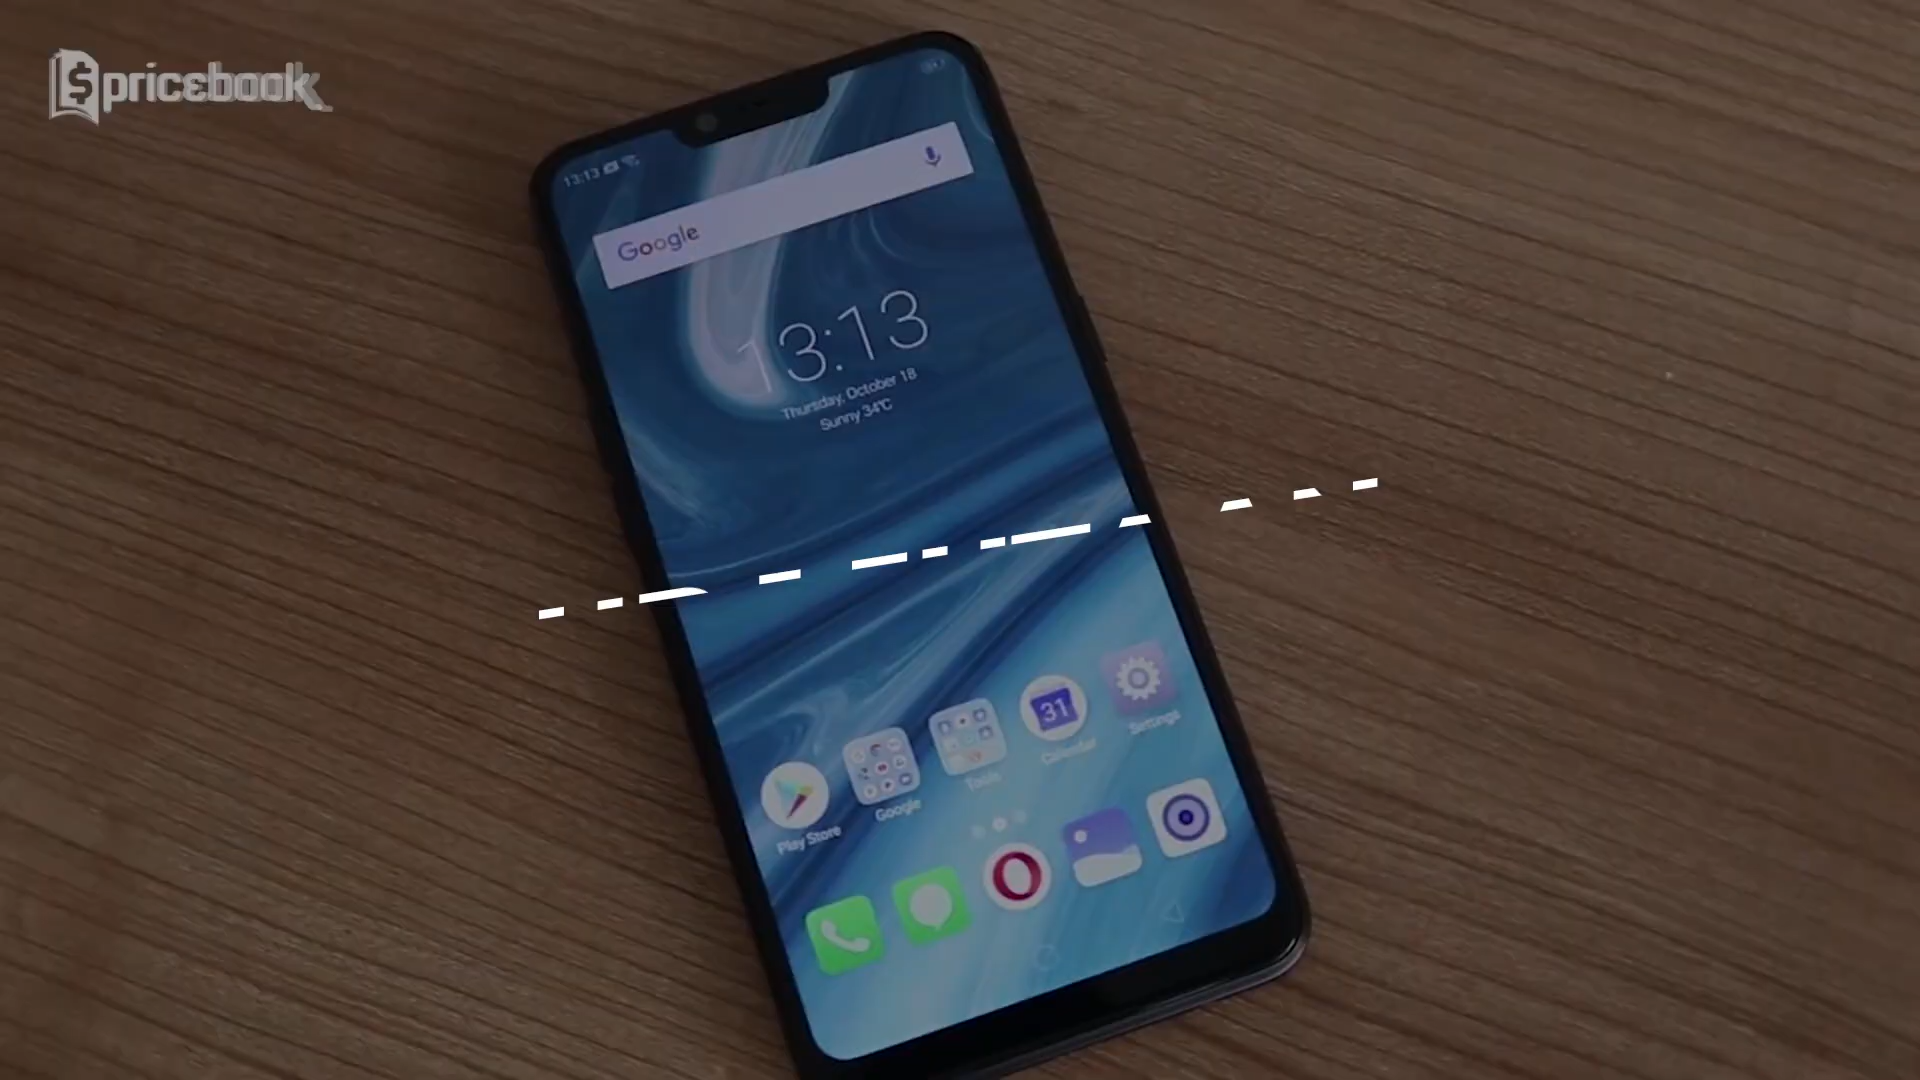 $pricebook
13:13
Google
13:13
Thursday, October 18
Sunny 34°C
31
Settings
Calendar
Tools
Google
Play Store